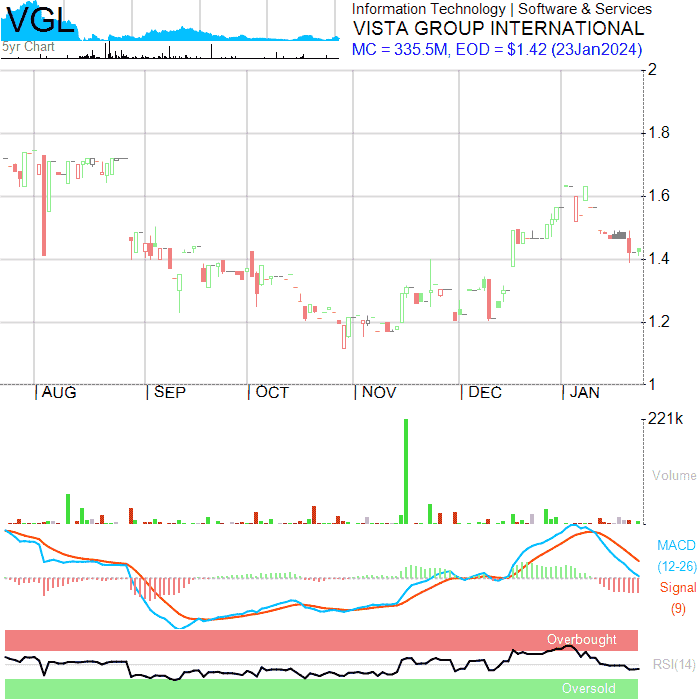 VGL
5yr Chart
Information Technology | Software & Services
VISTA GROUP INTERNATIONAL
MC = 335.5M, EOD = $1.42 (23Jan2024)
2
1.8
1.6
1.4
1.2
1
AUG
SEP
OCT
NOV
DEC
JAN
221k
Volume
MACD
(12-26)
Signal
(9)
Overbought
RSI(14)
Oversold